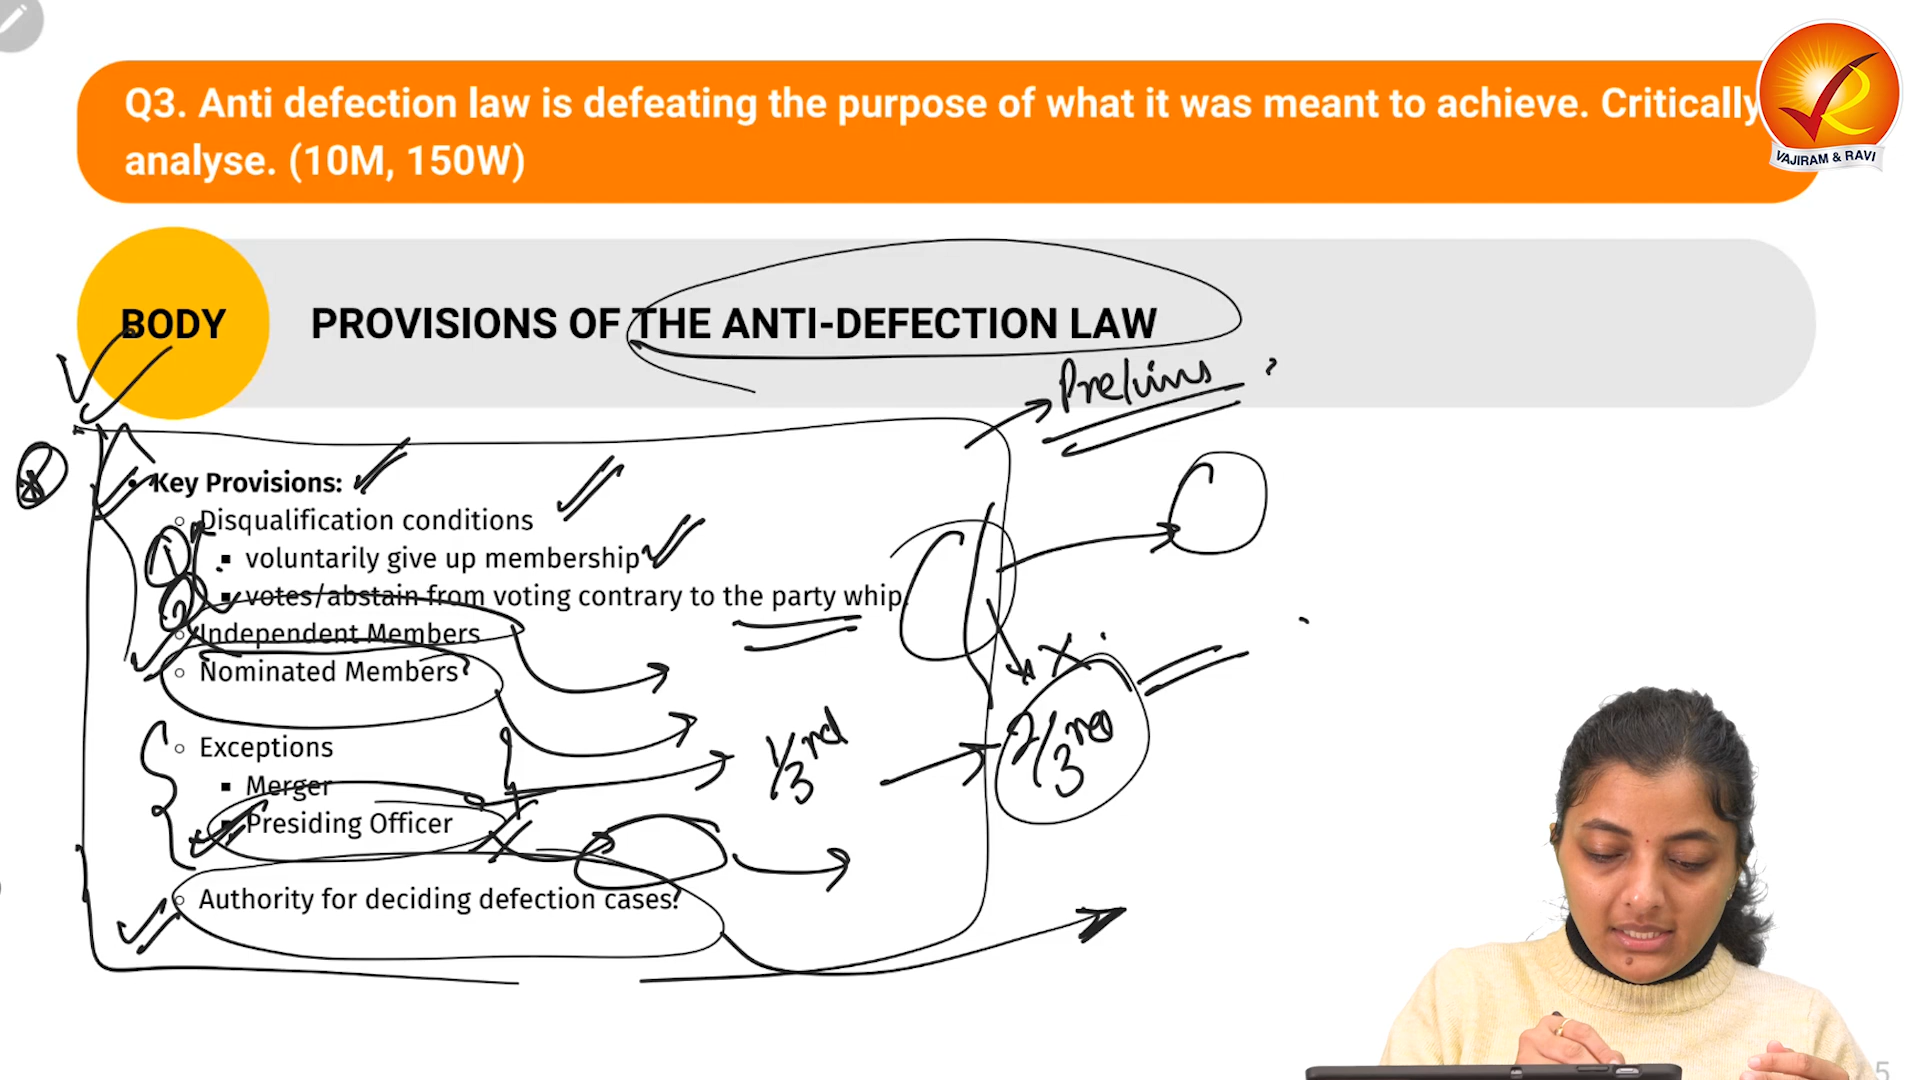 Q3. Anti defection law is defeating the purpose of what it was meant to achieve. Critically
analyse. (10M, 150W)
VAJIRAM & RAVI
BODY
PROVISIONS OF THE ANTI-DEFECTION LAW
Prelims
Key Provisions:
Disqualification conditions
1
voluntarily give up membership
2
votes/abstain from voting contrary to the party whip.
Independent Members
Nominated Members
Exceptions
1/3rd
2/3rd
Merger
Presiding Officer
Authority for deciding defection cases.
5